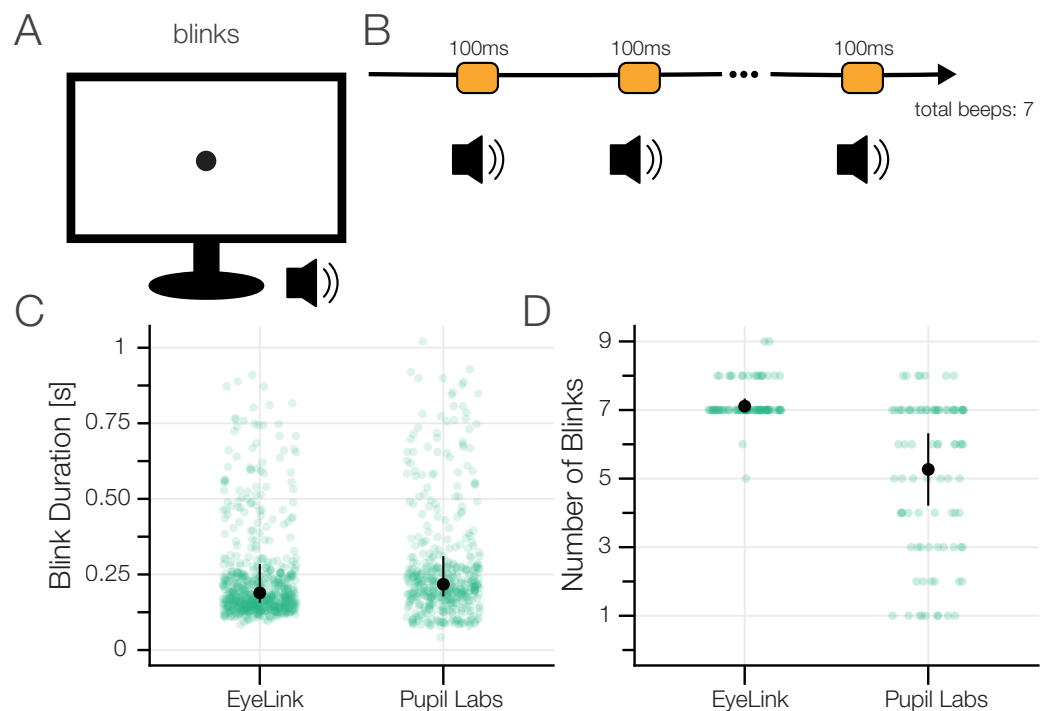 A
blinks
B
100ms
100ms
100ms
total beeps: 7
C
Blink Duration [s]
1
0.75
0.50
0.25
0
EyeLink
Pupil Labs
D
Number of Blinks
9
7
5
3
1
EyeLink
Pupil Labs